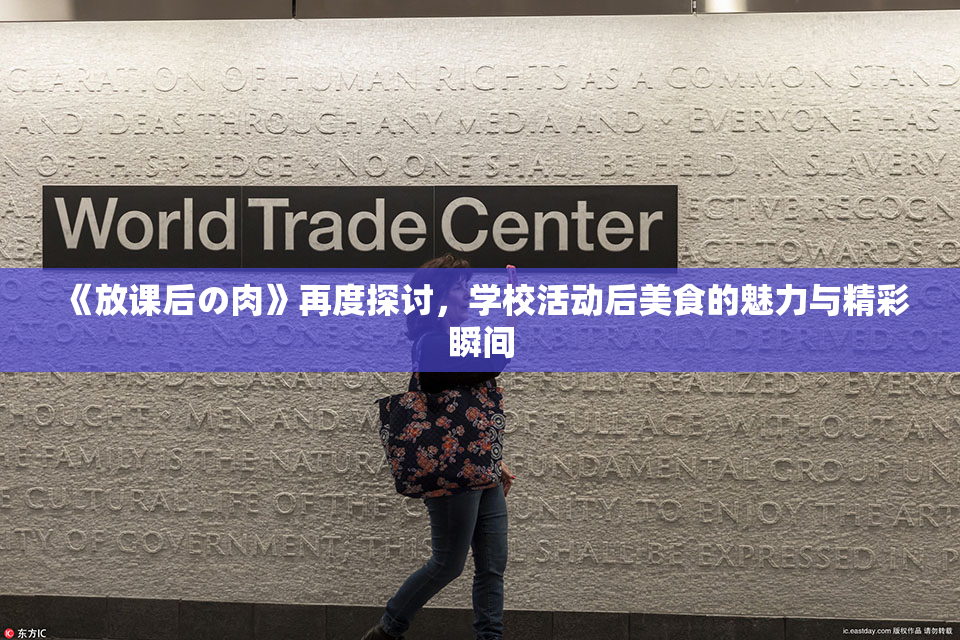 CLARATION OF HUMAN RIGHTS AS A COMMON STAND
AND IDEAS THROUGH ANY MEDIA AND EVERYONE HAS
OF THIS PLEDGE NO ONE SHALL BE HELD IN SLAVERY
World Trade Center
ECTIVE RECOGN
ACT TOWARDS O
《放课后の肉》再度探讨，学校活动后美食的魅力与精彩
瞬间
THIS DECLARATION FULLY REALIZED EVERYO
THOUGHT MEN AND OF FULL AGE WITHO
E FAMILY IS THE NATURA FUNDAMENTAL GROUP
E CULTURAL LIFE OF THE UNITY, TO ENJOY THE ART
TY OF GOVERNMENT; THIS SHALL BE EXPRESSED IN
东方IC
ic.eastday.com 版权作品 请勿转载